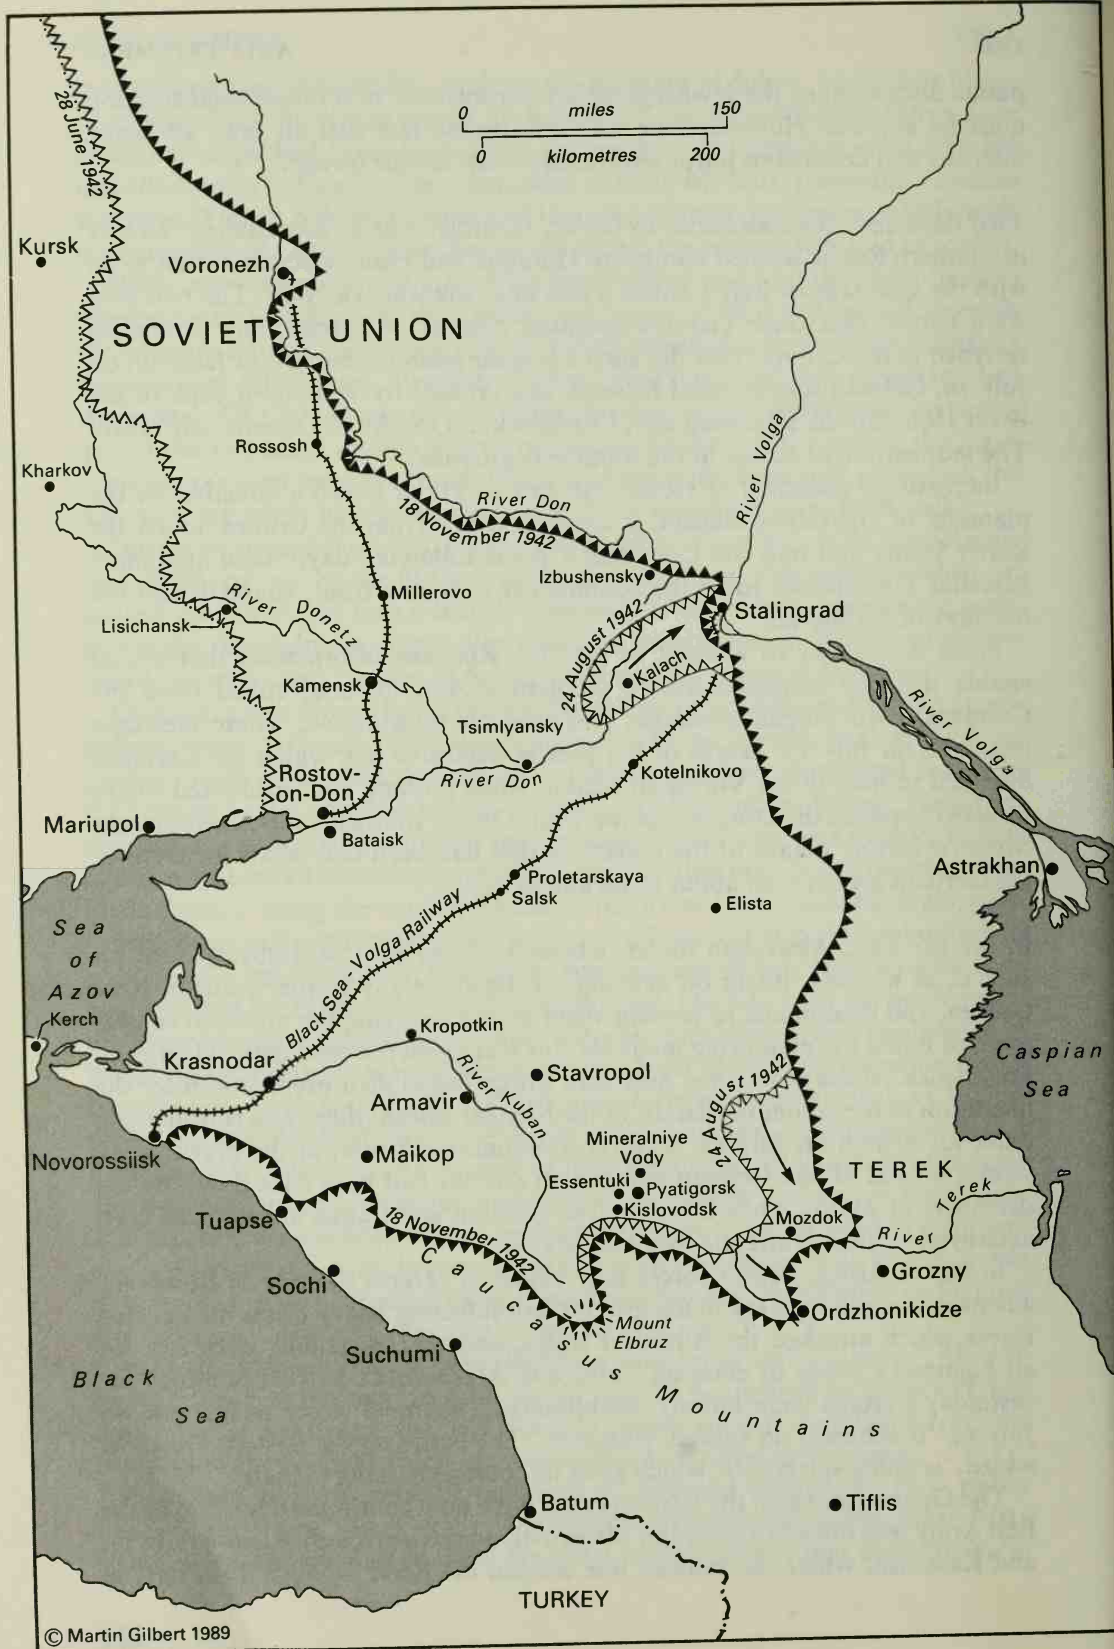 0 miles 150
0 kilometres 200
28 June 1942
Kursk
Voronezh
SOVIET UNION
Rossosh
Kharkov
River Don
18 November 1942
River Volga
Izbushensky
Millerovo
River Donetz
Lisichansk
Stalingrad
24 August 1942
Kalach
Kamensk
Tsimlyansky
River Volga
Rostov-
on-Don
River Don
Kotelnikovo
Mariupol
Bataisk
Astrakhan
Proletarskaya
Salsk
Elista
Sea
of
Azov
Black Sea - Volga Railway
Kerch
Kropotkin
Krasnodar
Caspian
Sea
Stavropol
River Kuban
Armavir
24 August 1942
Mineralniye
Vody
Novorossiisk
Maikop
Essentuki
Pyatigorsk
Kislovodsk
TEREK
River Terek
Mozdok
Tuapse
18 November 1942
Caucasus Mountains
Sochi
Grozny
Ordzhonikidze
Mount
Elbruz
Suchumi
Black
Sea
Batum
Tiflis
TURKEY
© Martin Gilbert 1989